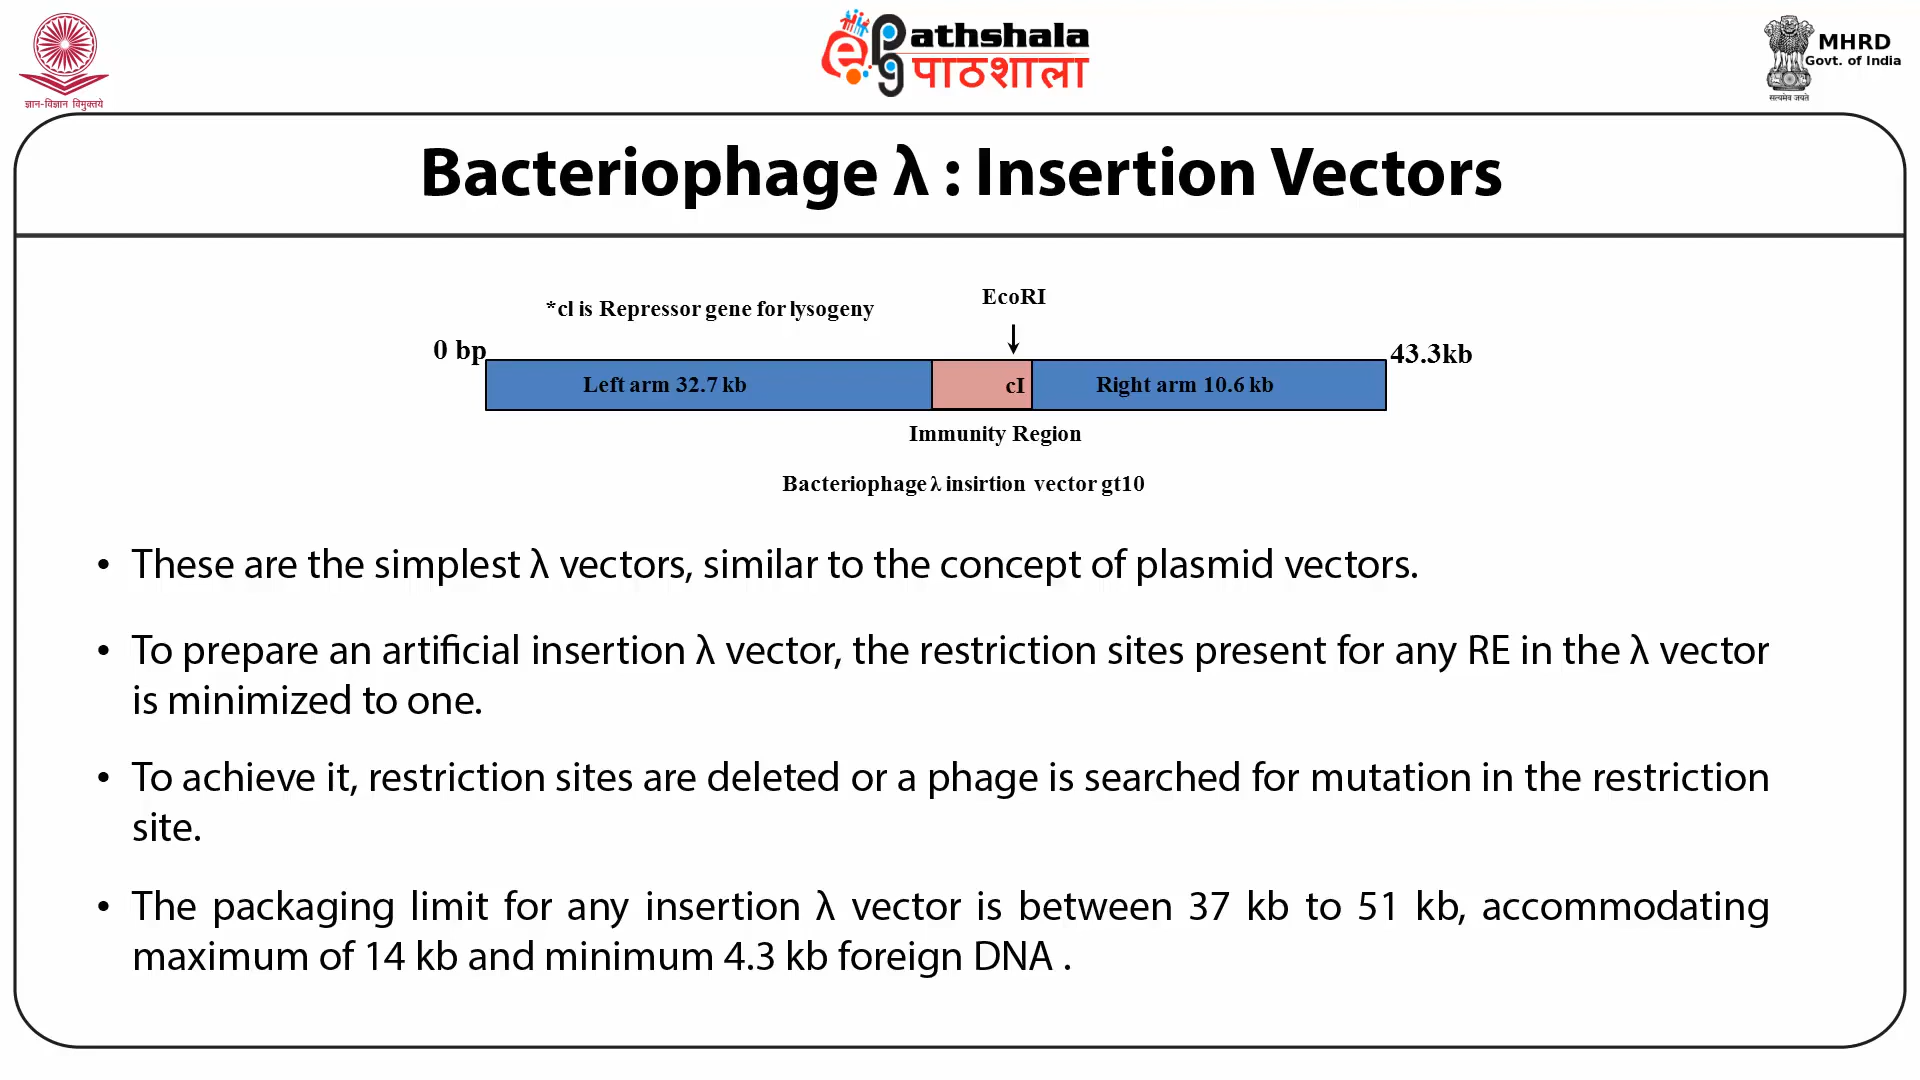 ज्ञान-विज्ञान विमुक्तये
ePathshala
पाठशाला
MHRD
Govt. of India
सत्यमेव जयते
Bacteriophage λ : Insertion Vectors
*cI is Repressor gene for lysogeny
EcoRI
0 bp
43.3kb
Left arm 32.7 kb
cI
Right arm 10.6 kb
Immunity Region
Bacteriophage λ insirtion vector gt10
• These are the simplest λ vectors, similar to the concept of plasmid vectors.
• To prepare an artificial insertion λ vector, the restriction sites present for any RE in the λ vector
is minimized to one.
• To achieve it, restriction sites are deleted or a phage is searched for mutation in the restriction
site.
• The packaging limit for any insertion λ vector is between 37 kb to 51 kb, accommodating
maximum of 14 kb and minimum 4.3 kb foreign DNA .